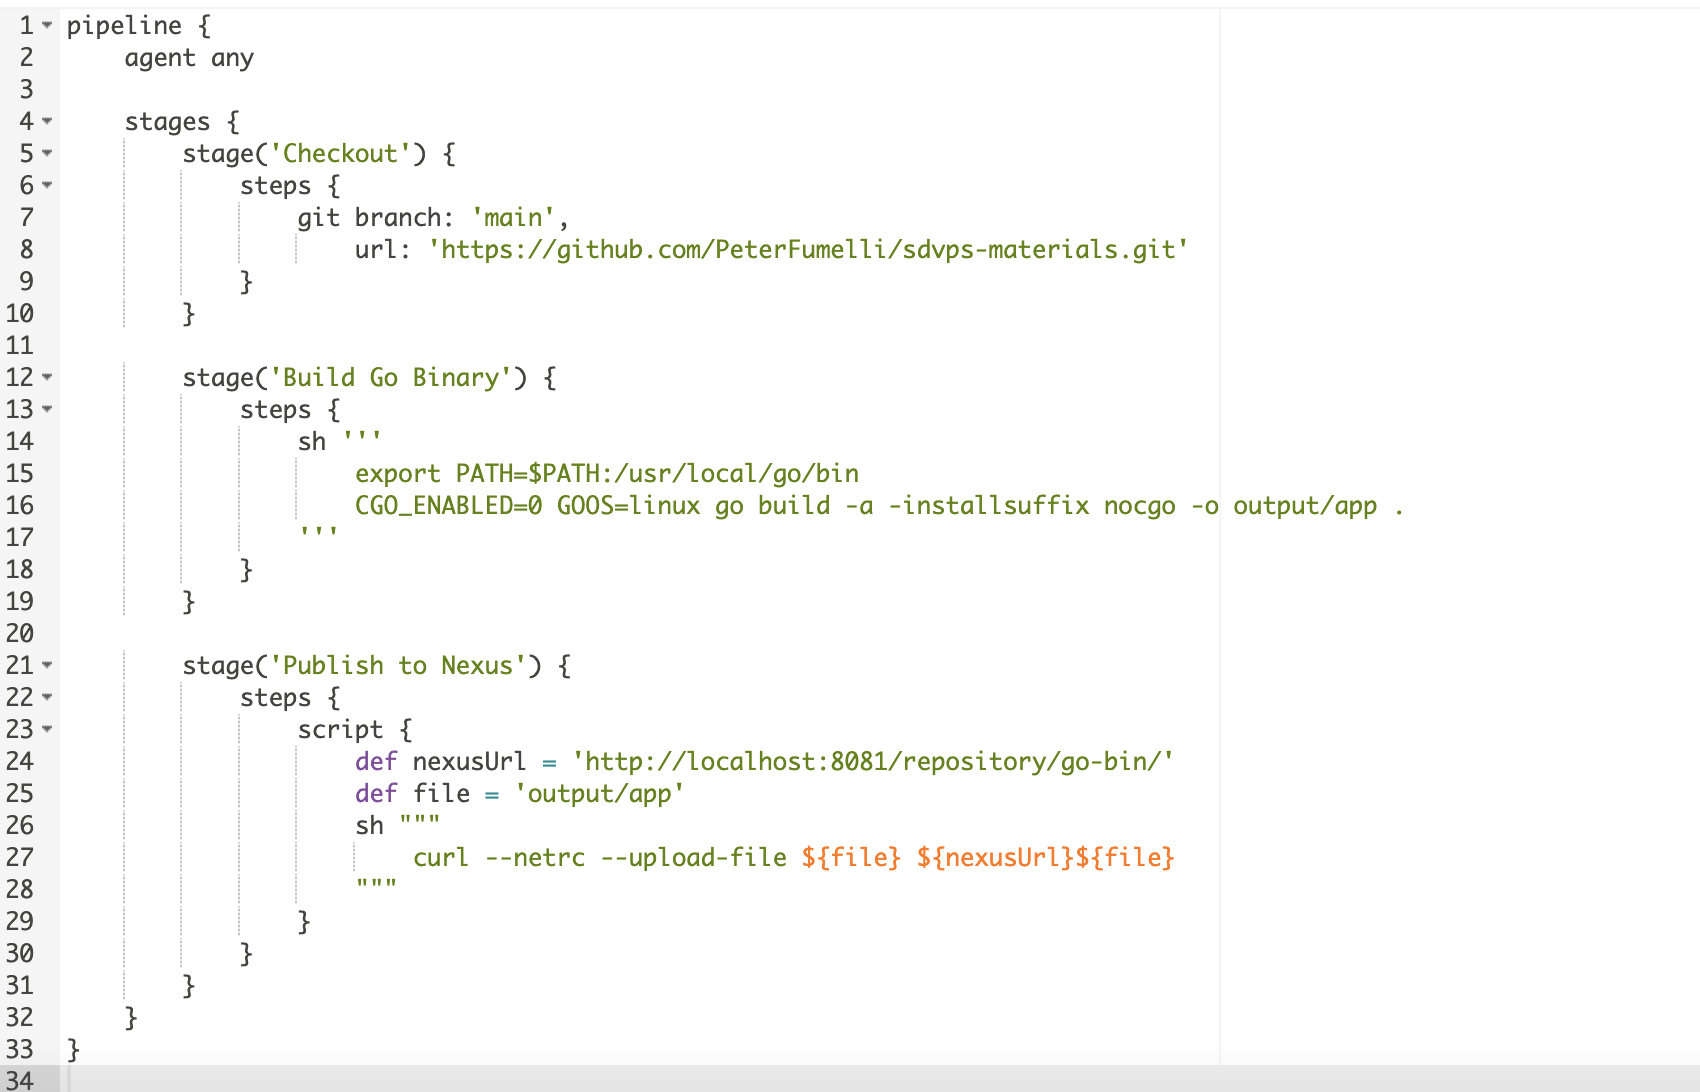 1 pipeline {
2     agent any
3
4     stages {
5         stage('Checkout') {
6             steps {
7                 git branch: 'main',
8                     url: 'https://github.com/PeterFumelli/sdvps-materials.git'
9             }
10         }
11
12         stage('Build Go Binary') {
13             steps {
14                 sh '''
15                     export PATH=$PATH:/usr/local/go/bin
16                     CGO_ENABLED=0 GOOS=linux go build -a -installsuffix nocgo -o output/app .
17                 '''
18             }
19         }
20
21         stage('Publish to Nexus') {
22             steps {
23                 script {
24                     def nexusUrl = 'http://localhost:8081/repository/go-bin/'
25                     def file = 'output/app'
26                     sh """
27                         curl --netrc --upload-file ${file} ${nexusUrl}${file}
28                     """
29                 }
30             }
31         }
32     }
33 }
34